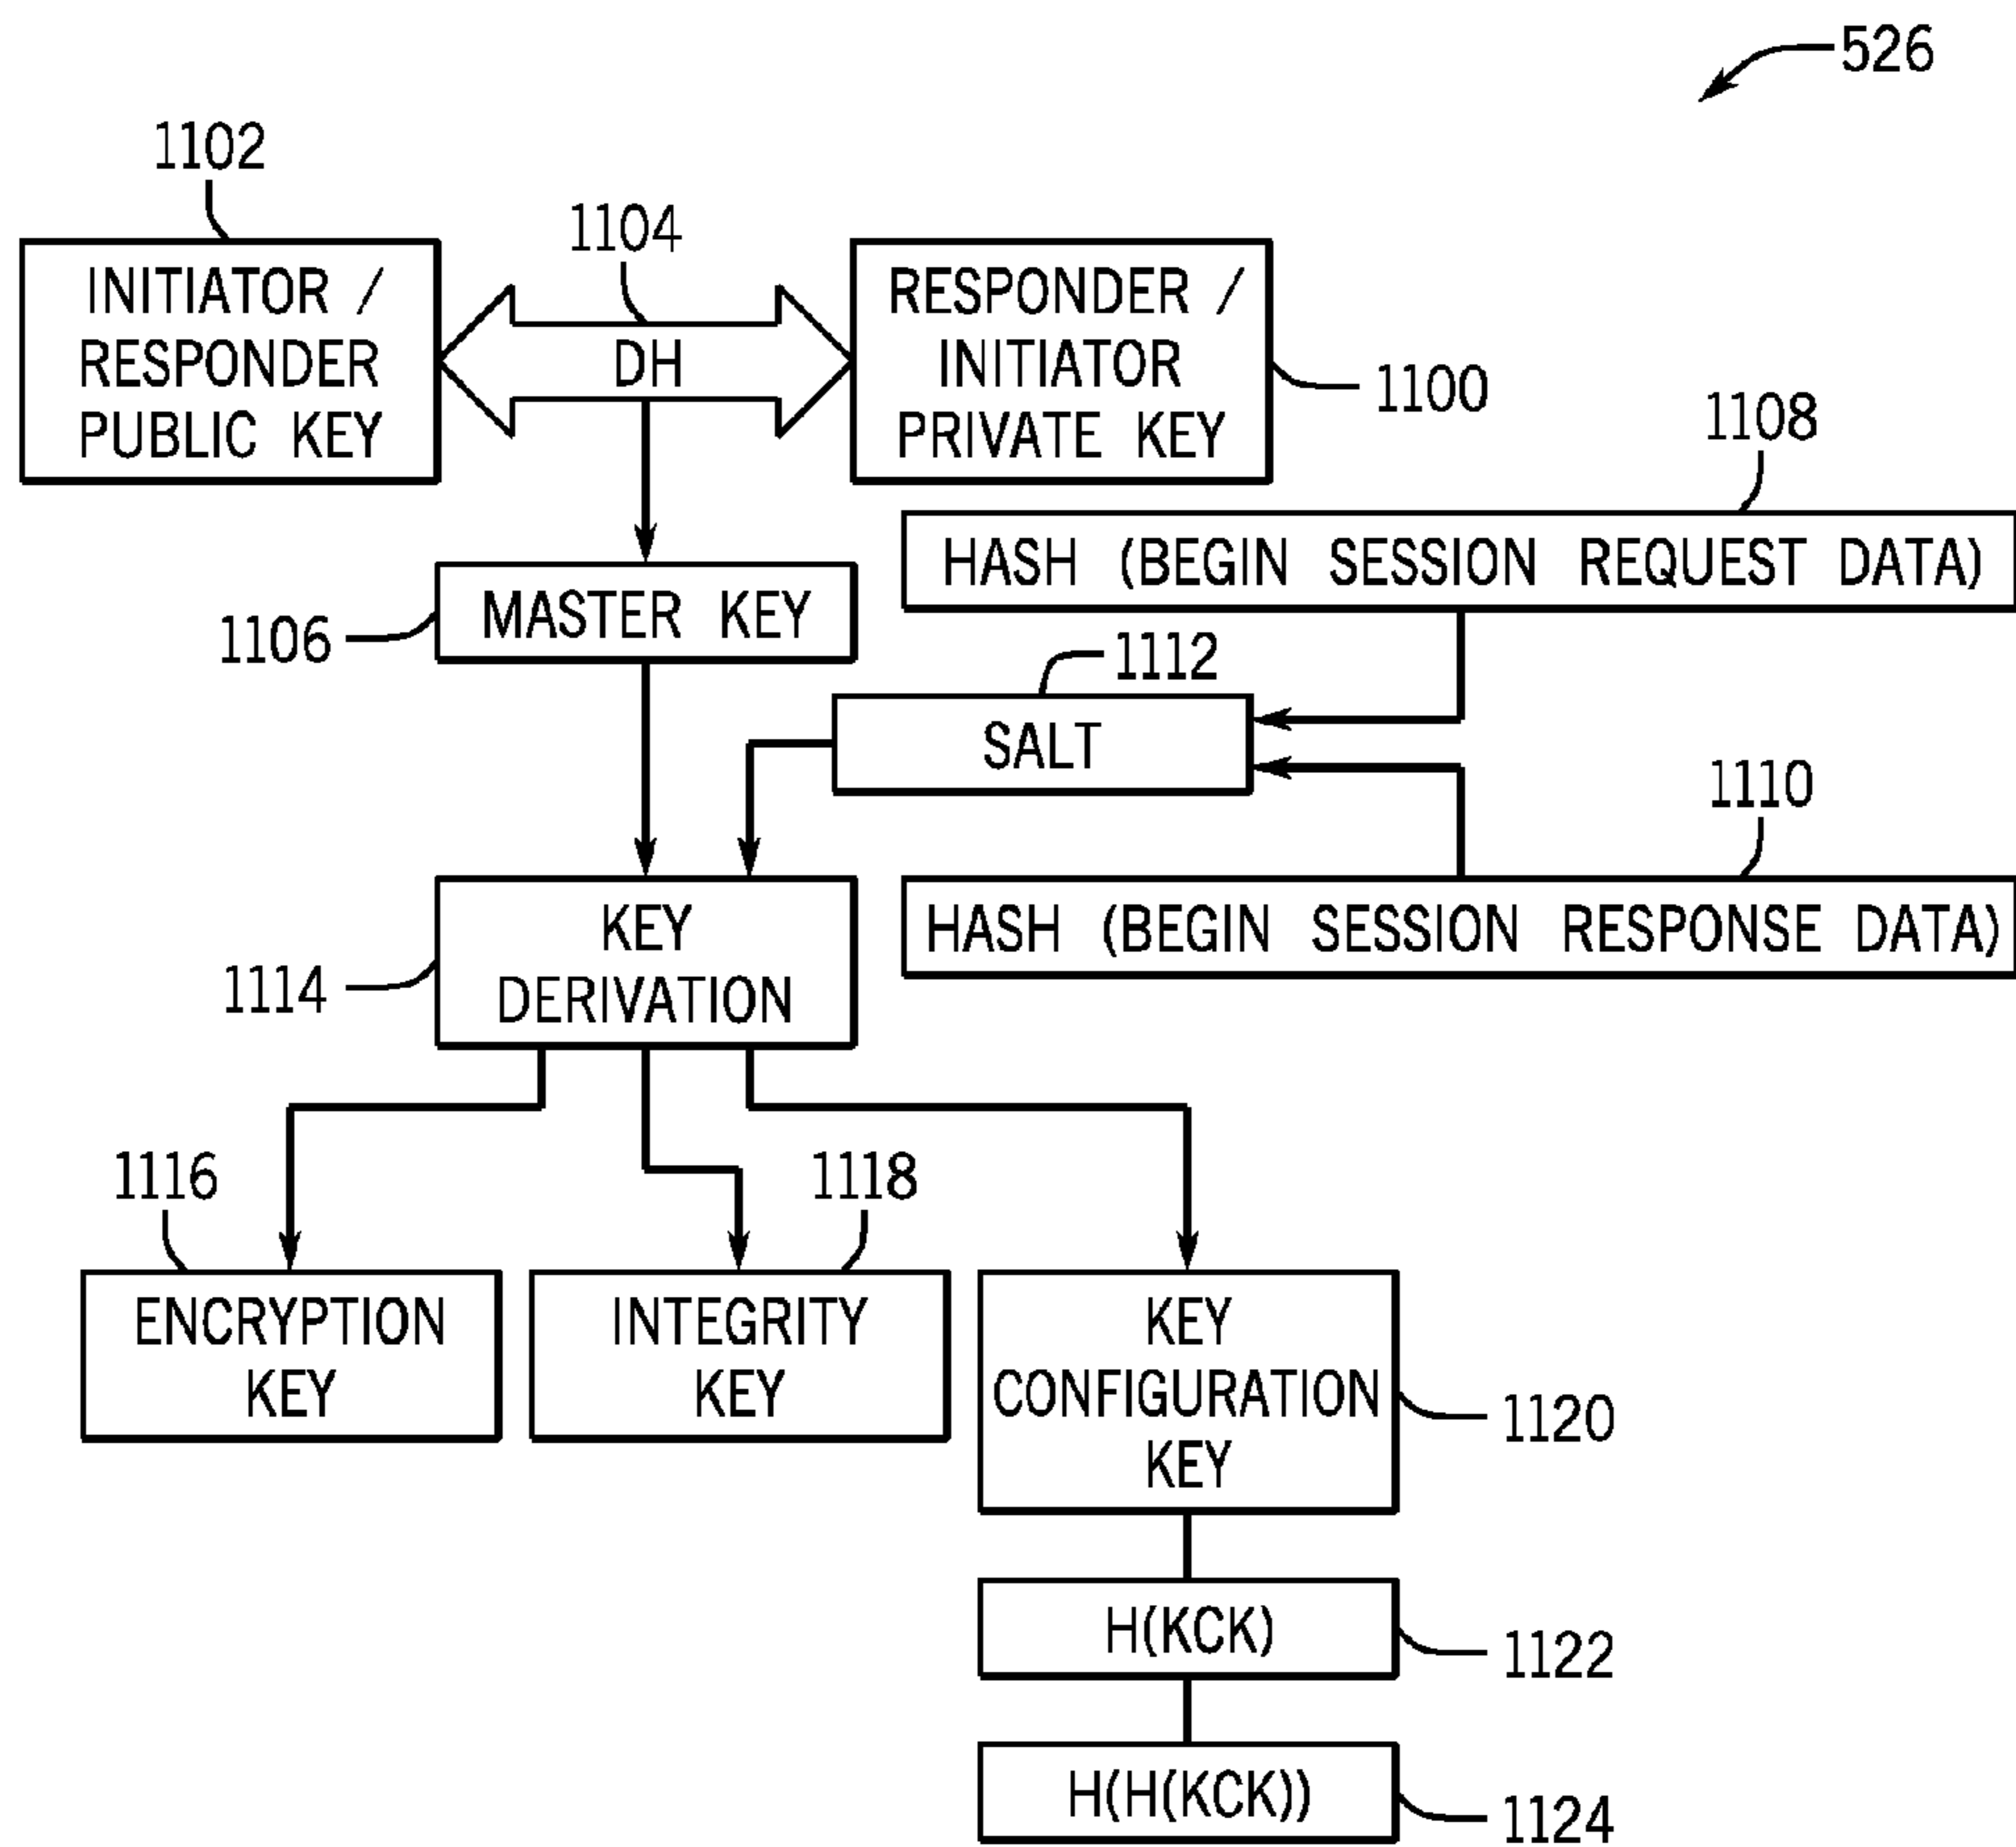 526
1102
1104
INITIATOR /
RESPONDER
PUBLIC KEY
DH
RESPONDER /
INITIATOR
PRIVATE KEY
1100
1108
HASH (BEGIN SESSION REQUEST DATA)
MASTER KEY
1106
1112
SALT
1110
HASH (BEGIN SESSION RESPONSE DATA)
KEY
DERIVATION
1114
1116
1118
ENCRYPTION
KEY
INTEGRITY
KEY
KEY
CONFIGURATION
KEY
1120
H(KCK)
1122
H(H(KCK))
1124